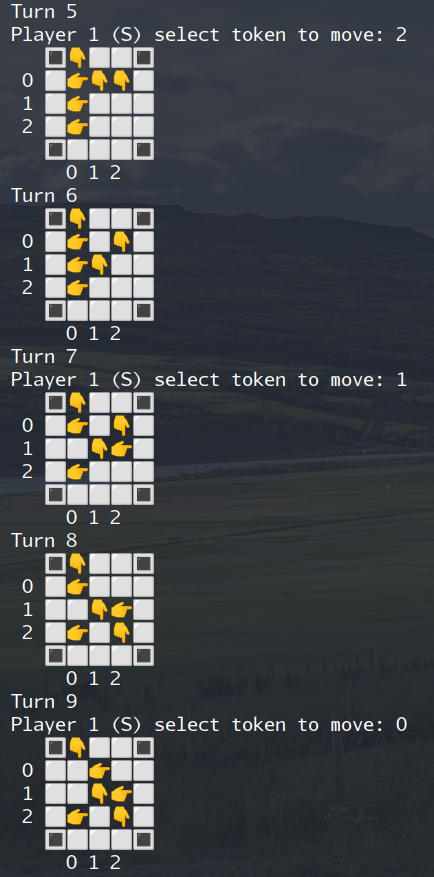 Turn 5
Player 1 (S) select token to move: 2
🔳👇⬜⬜🔳
0 ⬜👉👇👇⬜
1 ⬜👉⬜⬜⬜
2 ⬜👉⬜⬜⬜
🔳⬜⬜⬜🔳
0 1 2
Turn 6
🔳👇⬜⬜🔳
0 ⬜👉⬜👇⬜
1 ⬜👉👇⬜⬜
2 ⬜👉⬜⬜⬜
🔳⬜⬜⬜🔳
0 1 2
Turn 7
Player 1 (S) select token to move: 1
🔳👇⬜⬜🔳
0 ⬜👉⬜👇⬜
1 ⬜⬜👇👉⬜
2 ⬜👉⬜⬜⬜
🔳⬜⬜⬜🔳
0 1 2
Turn 8
🔳👇⬜⬜🔳
0 ⬜👉⬜⬜⬜
1 ⬜⬜👇👉⬜
2 ⬜👉⬜👇⬜
🔳⬜⬜⬜🔳
0 1 2
Turn 9
Player 1 (S) select token to move: 0
🔳👇⬜⬜🔳
0 ⬜⬜👉⬜⬜
1 ⬜⬜👇👉⬜
2 ⬜👉⬜👇⬜
🔳⬜⬜⬜🔳
0 1 2